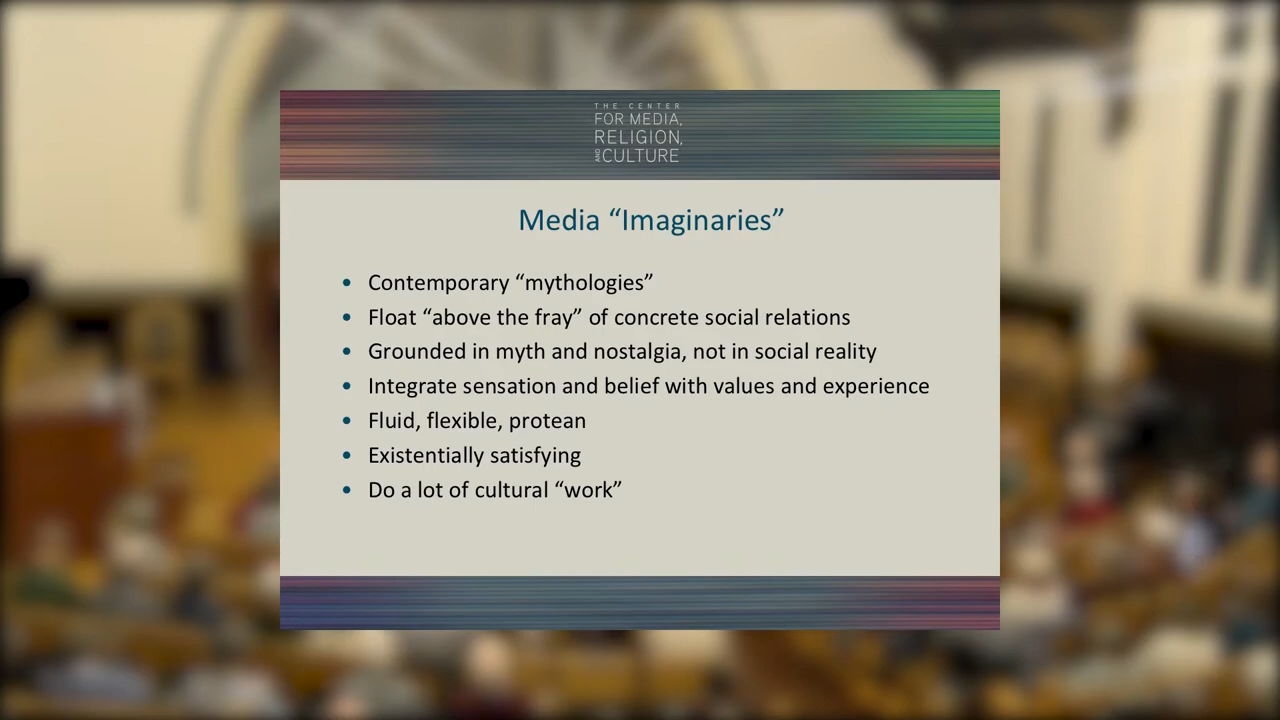 THE CENTER
FOR MEDIA,
RELIGION,
AND CULTURE
Media “Imaginaries”
• Contemporary “mythologies”
• Float “above the fray” of concrete social relations
• Grounded in myth and nostalgia, not in social reality
• Integrate sensation and belief with values and experience
• Fluid, flexible, protean
• Existentially satisfying
• Do a lot of cultural “work”